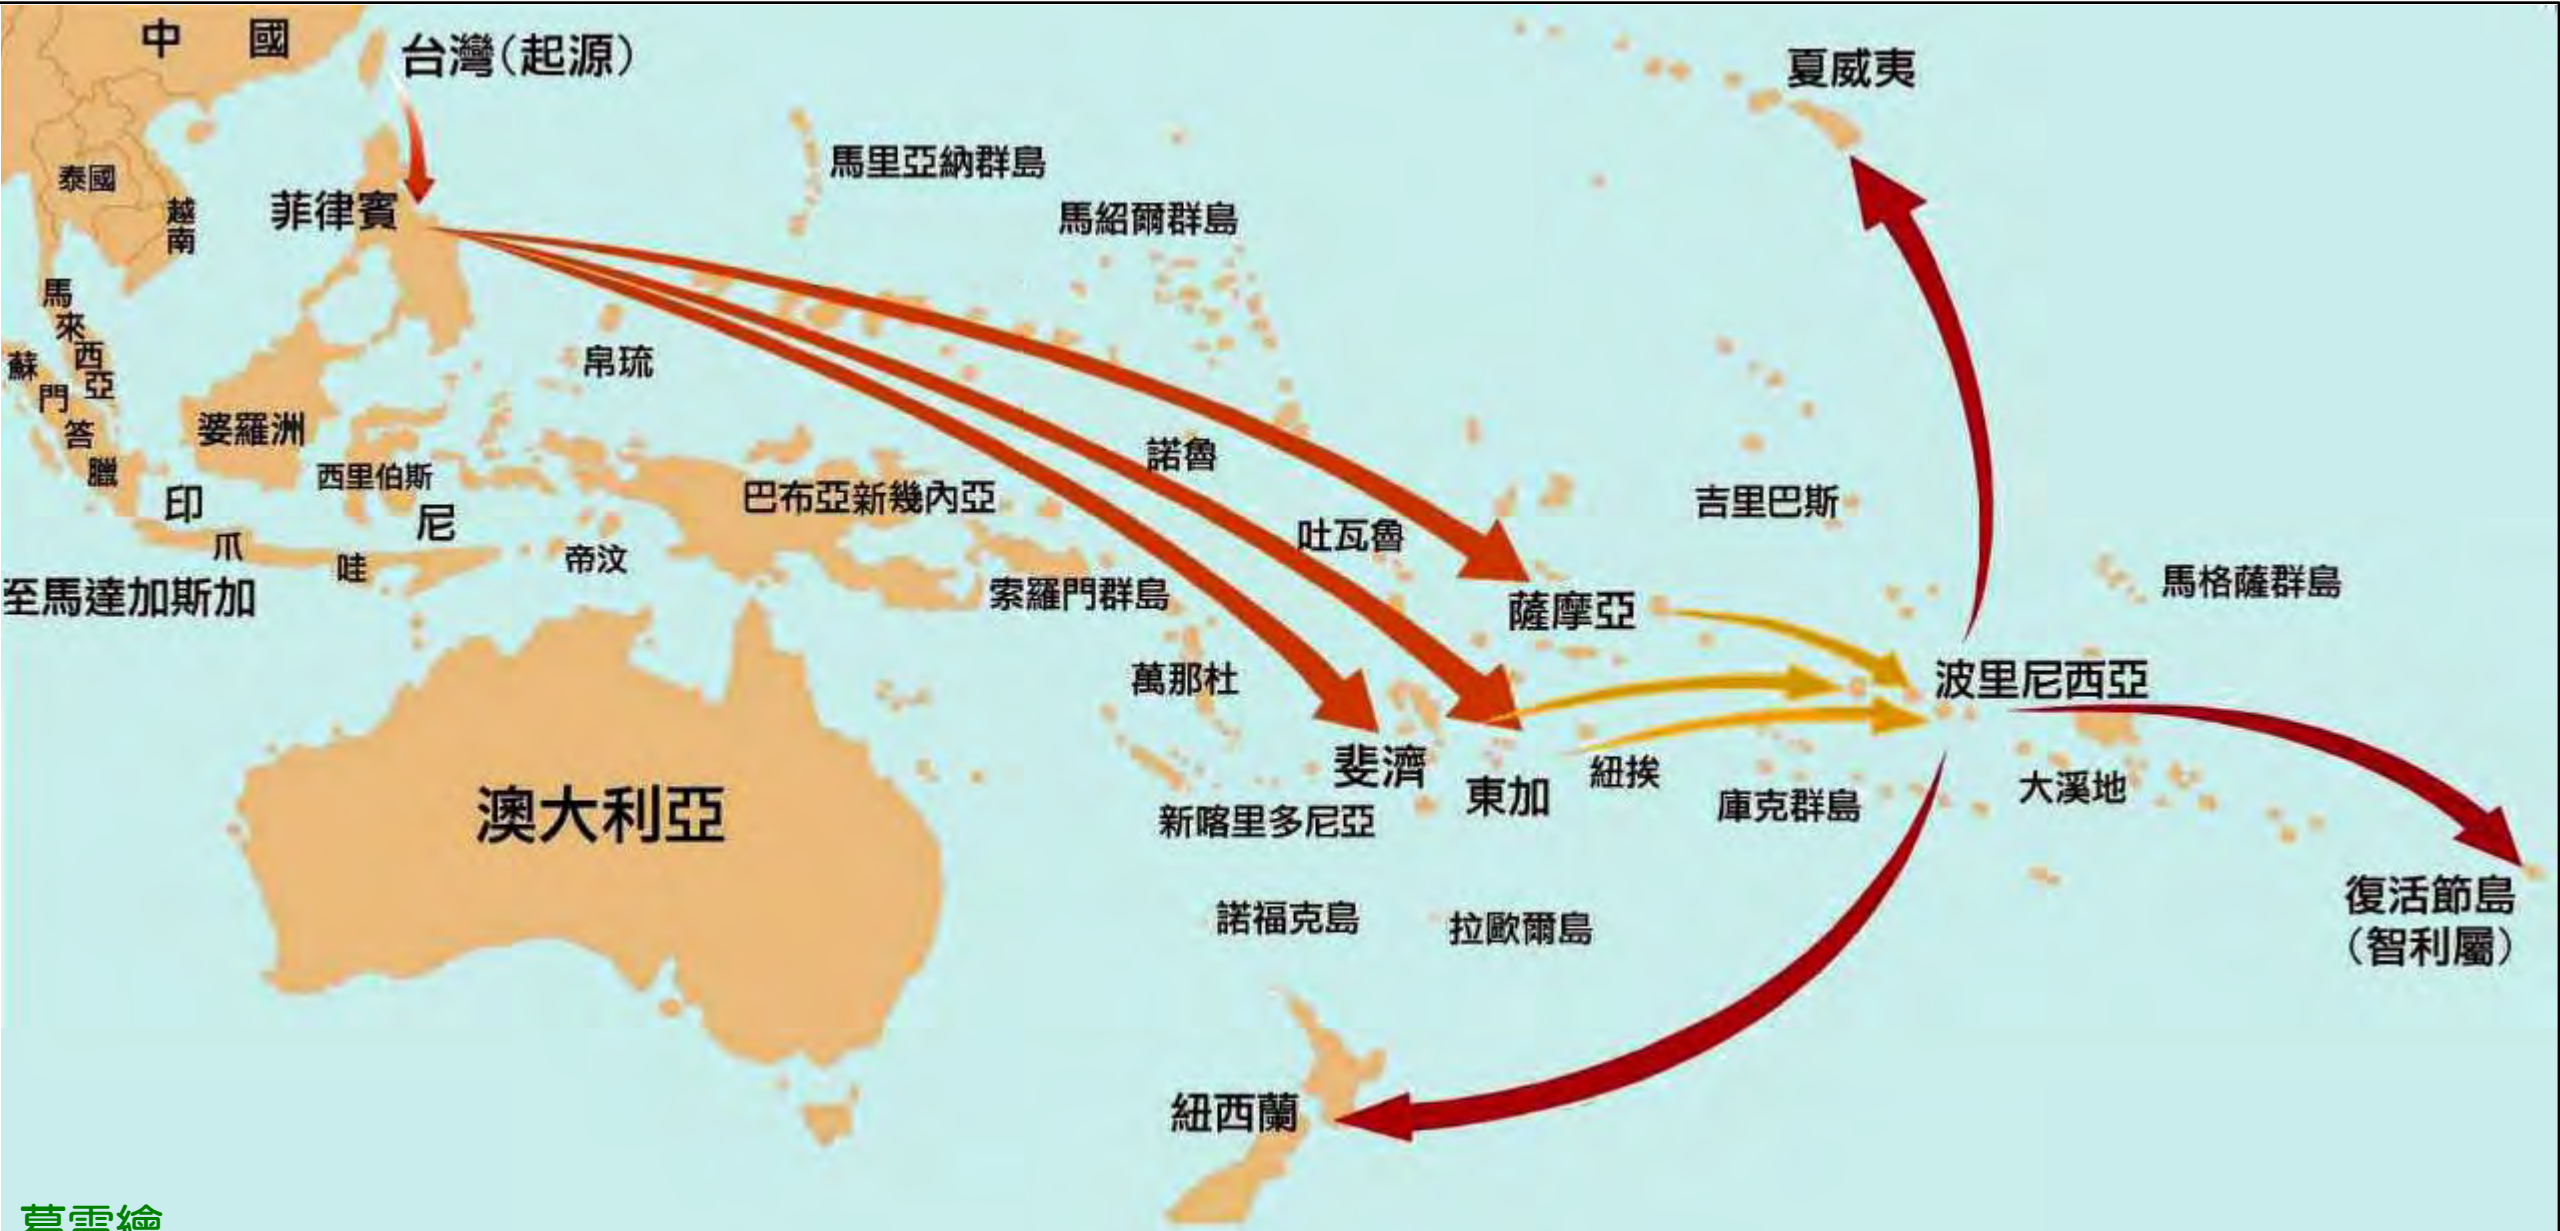 中 國
台灣(起源)
夏威夷
馬里亞納群島
泰國
越南
菲律賓
馬紹爾群島
馬來西亞
帛琉
蘇門答臘
婆羅洲
諾魯
西里伯斯
巴布亞新幾內亞
吉里巴斯
印尼
吐瓦魯
爪哇
帝汶
至馬達加斯加
索羅門群島
薩摩亞
馬格薩群島
萬那杜
波里尼西亞
斐濟
東加
紐挨
庫克群島
大溪地
澳大利亞
新喀里多尼亞
諾福克島
拉歐爾島
復活節島
(智利屬)
紐西蘭